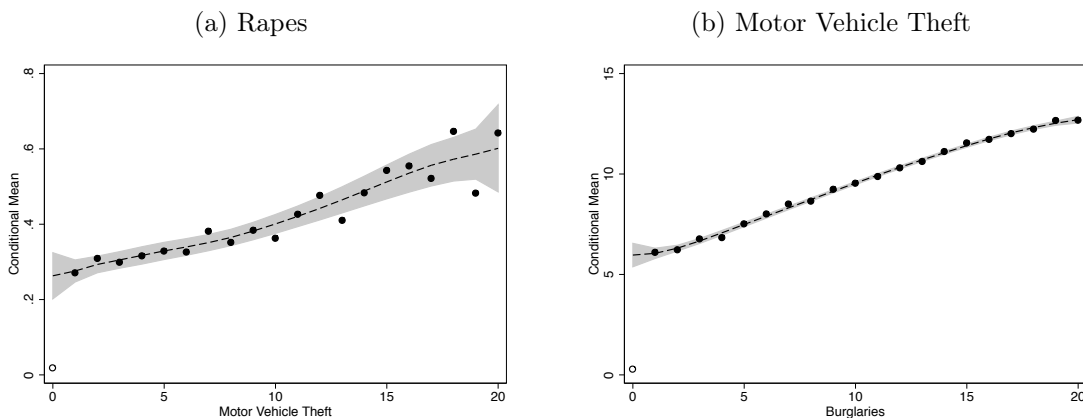 (a) Rapes
Conditional Mean
.8
.6
.4
.2
0
0 5 10 15 20
Motor Vehicle Theft
(b) Motor Vehicle Theft
Conditional Mean
15
10
5
0
0 5 10 15 20
Burglaries